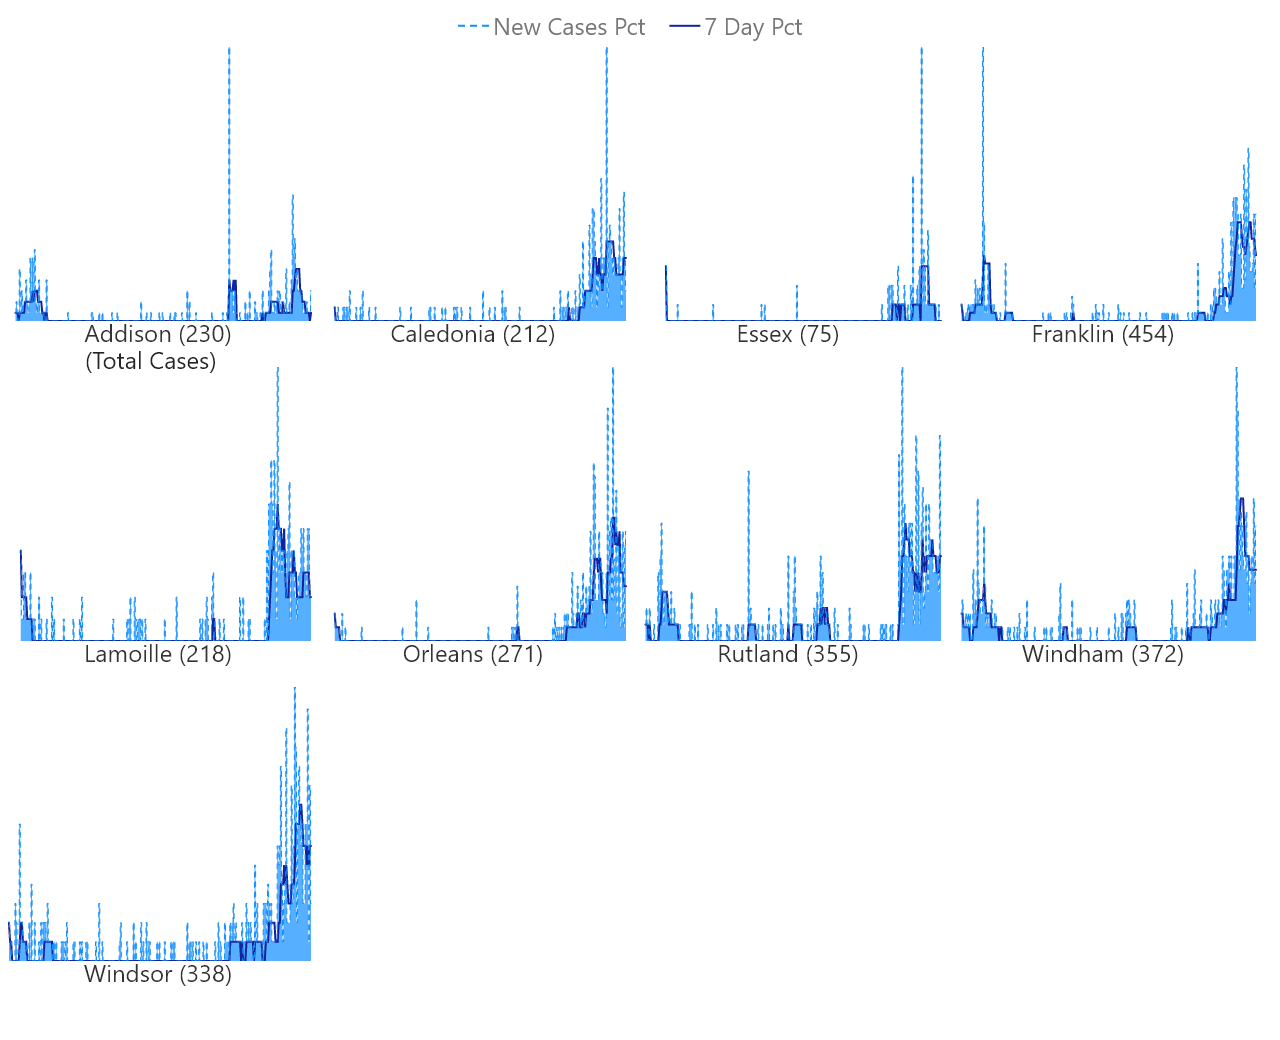 New Cases Pct 7 Day Pct
Addison (230)
(Total Cases)
Caledonia (212)
Essex (75)
Franklin (454)
Lamoille (218)
Orleans (271)
Rutland (355)
Windham (372)
Windsor (338)